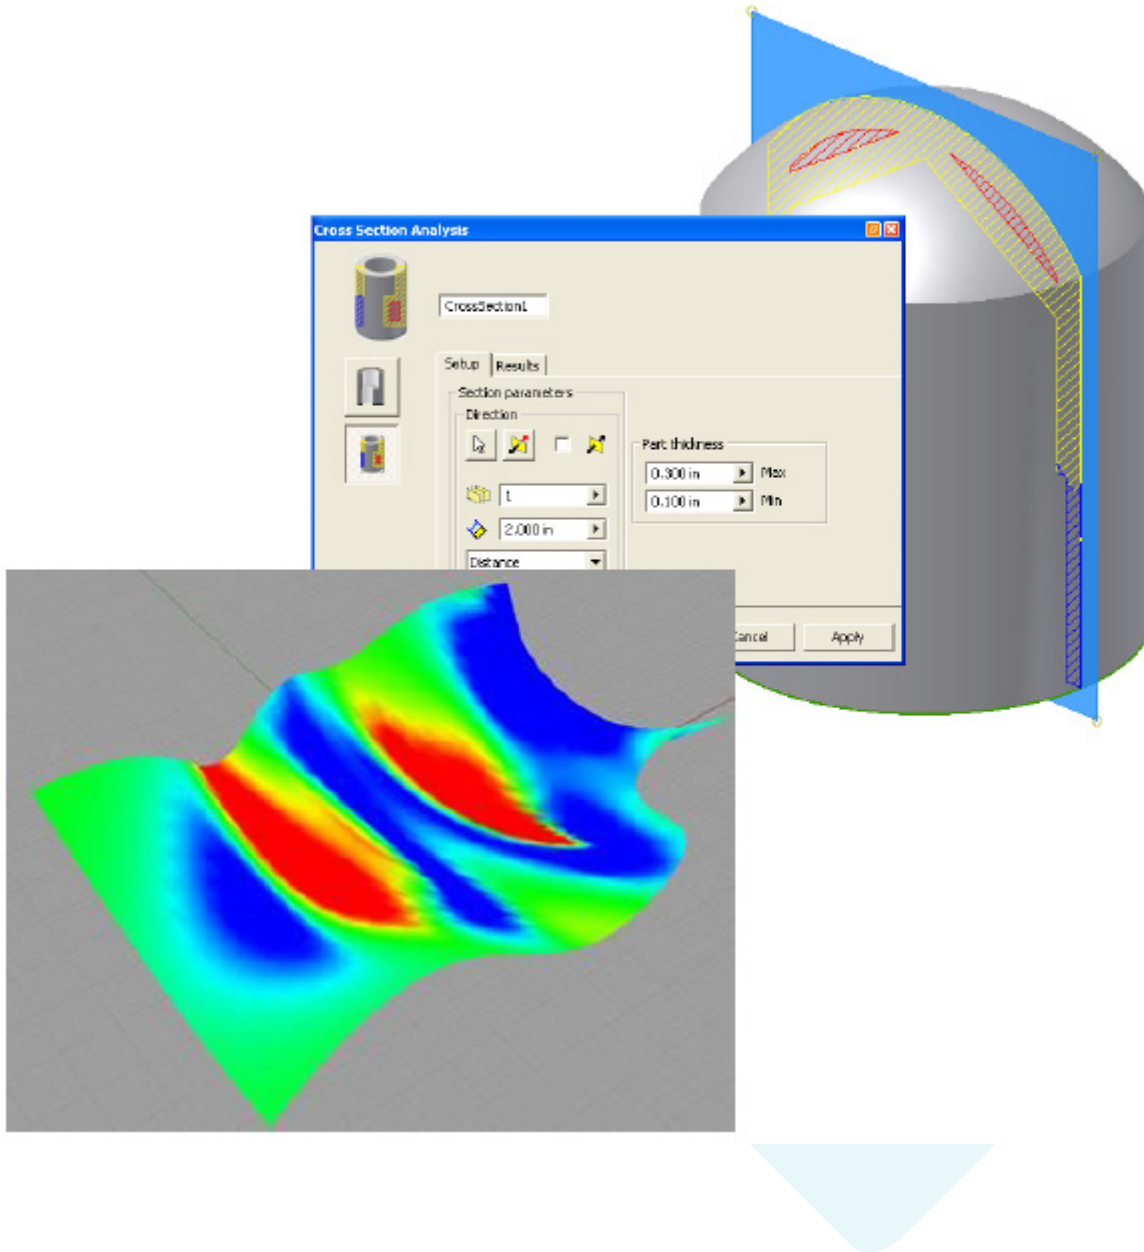 Cross Section Analysis
CrossSection1
Setup
Results
Section parameters
Direction
Part thickness
0.300 in
Max
1
0.100 in
Min
2.000 in
Distance
Cancel
Apply